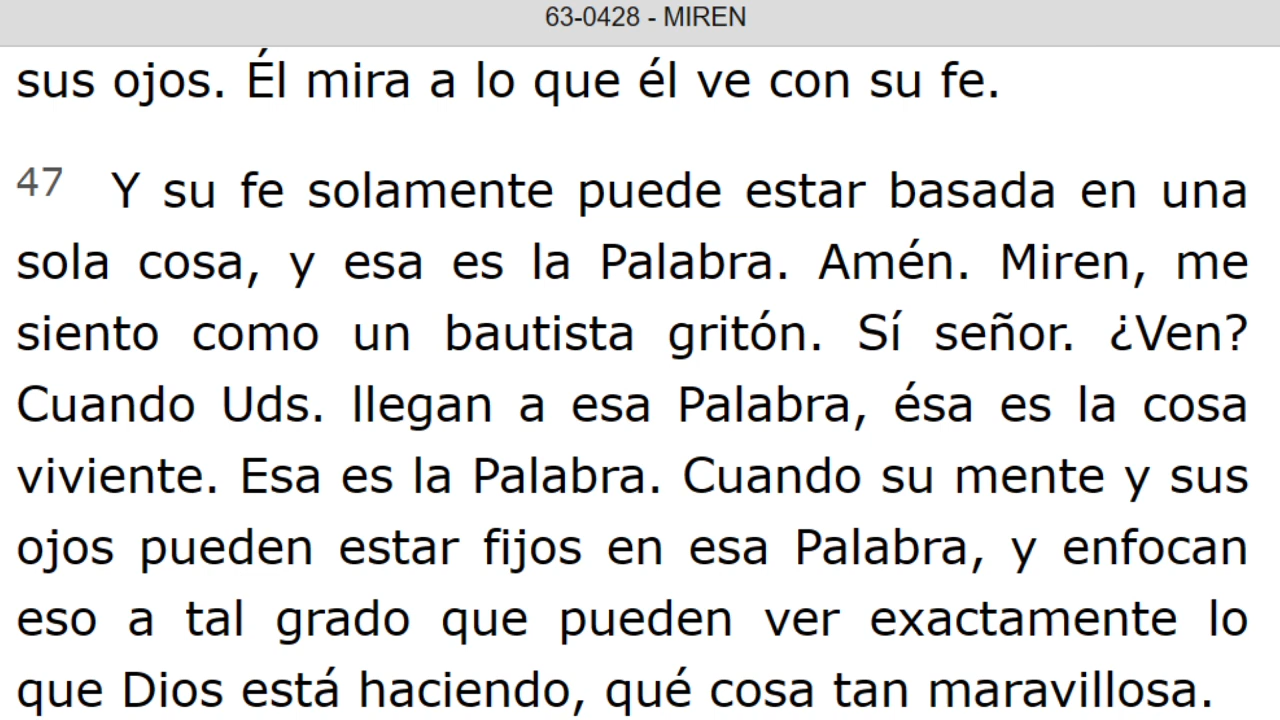 63-0428 - MIREN
sus ojos. Él mira a lo que él ve con su fe.
47 Y su fe solamente puede estar basada en una
sola cosa, y esa es la Palabra. Amén. Miren, me
siento como un bautista gritón. Sí señor. ¿Ven?
Cuando Uds. llegan a esa Palabra, ésa es la cosa
viviente. Esa es la Palabra. Cuando su mente y sus
ojos pueden estar fijos en esa Palabra, y enfocan
eso a tal grado que pueden ver exactamente lo
que Dios está haciendo, qué cosa tan maravillosa.